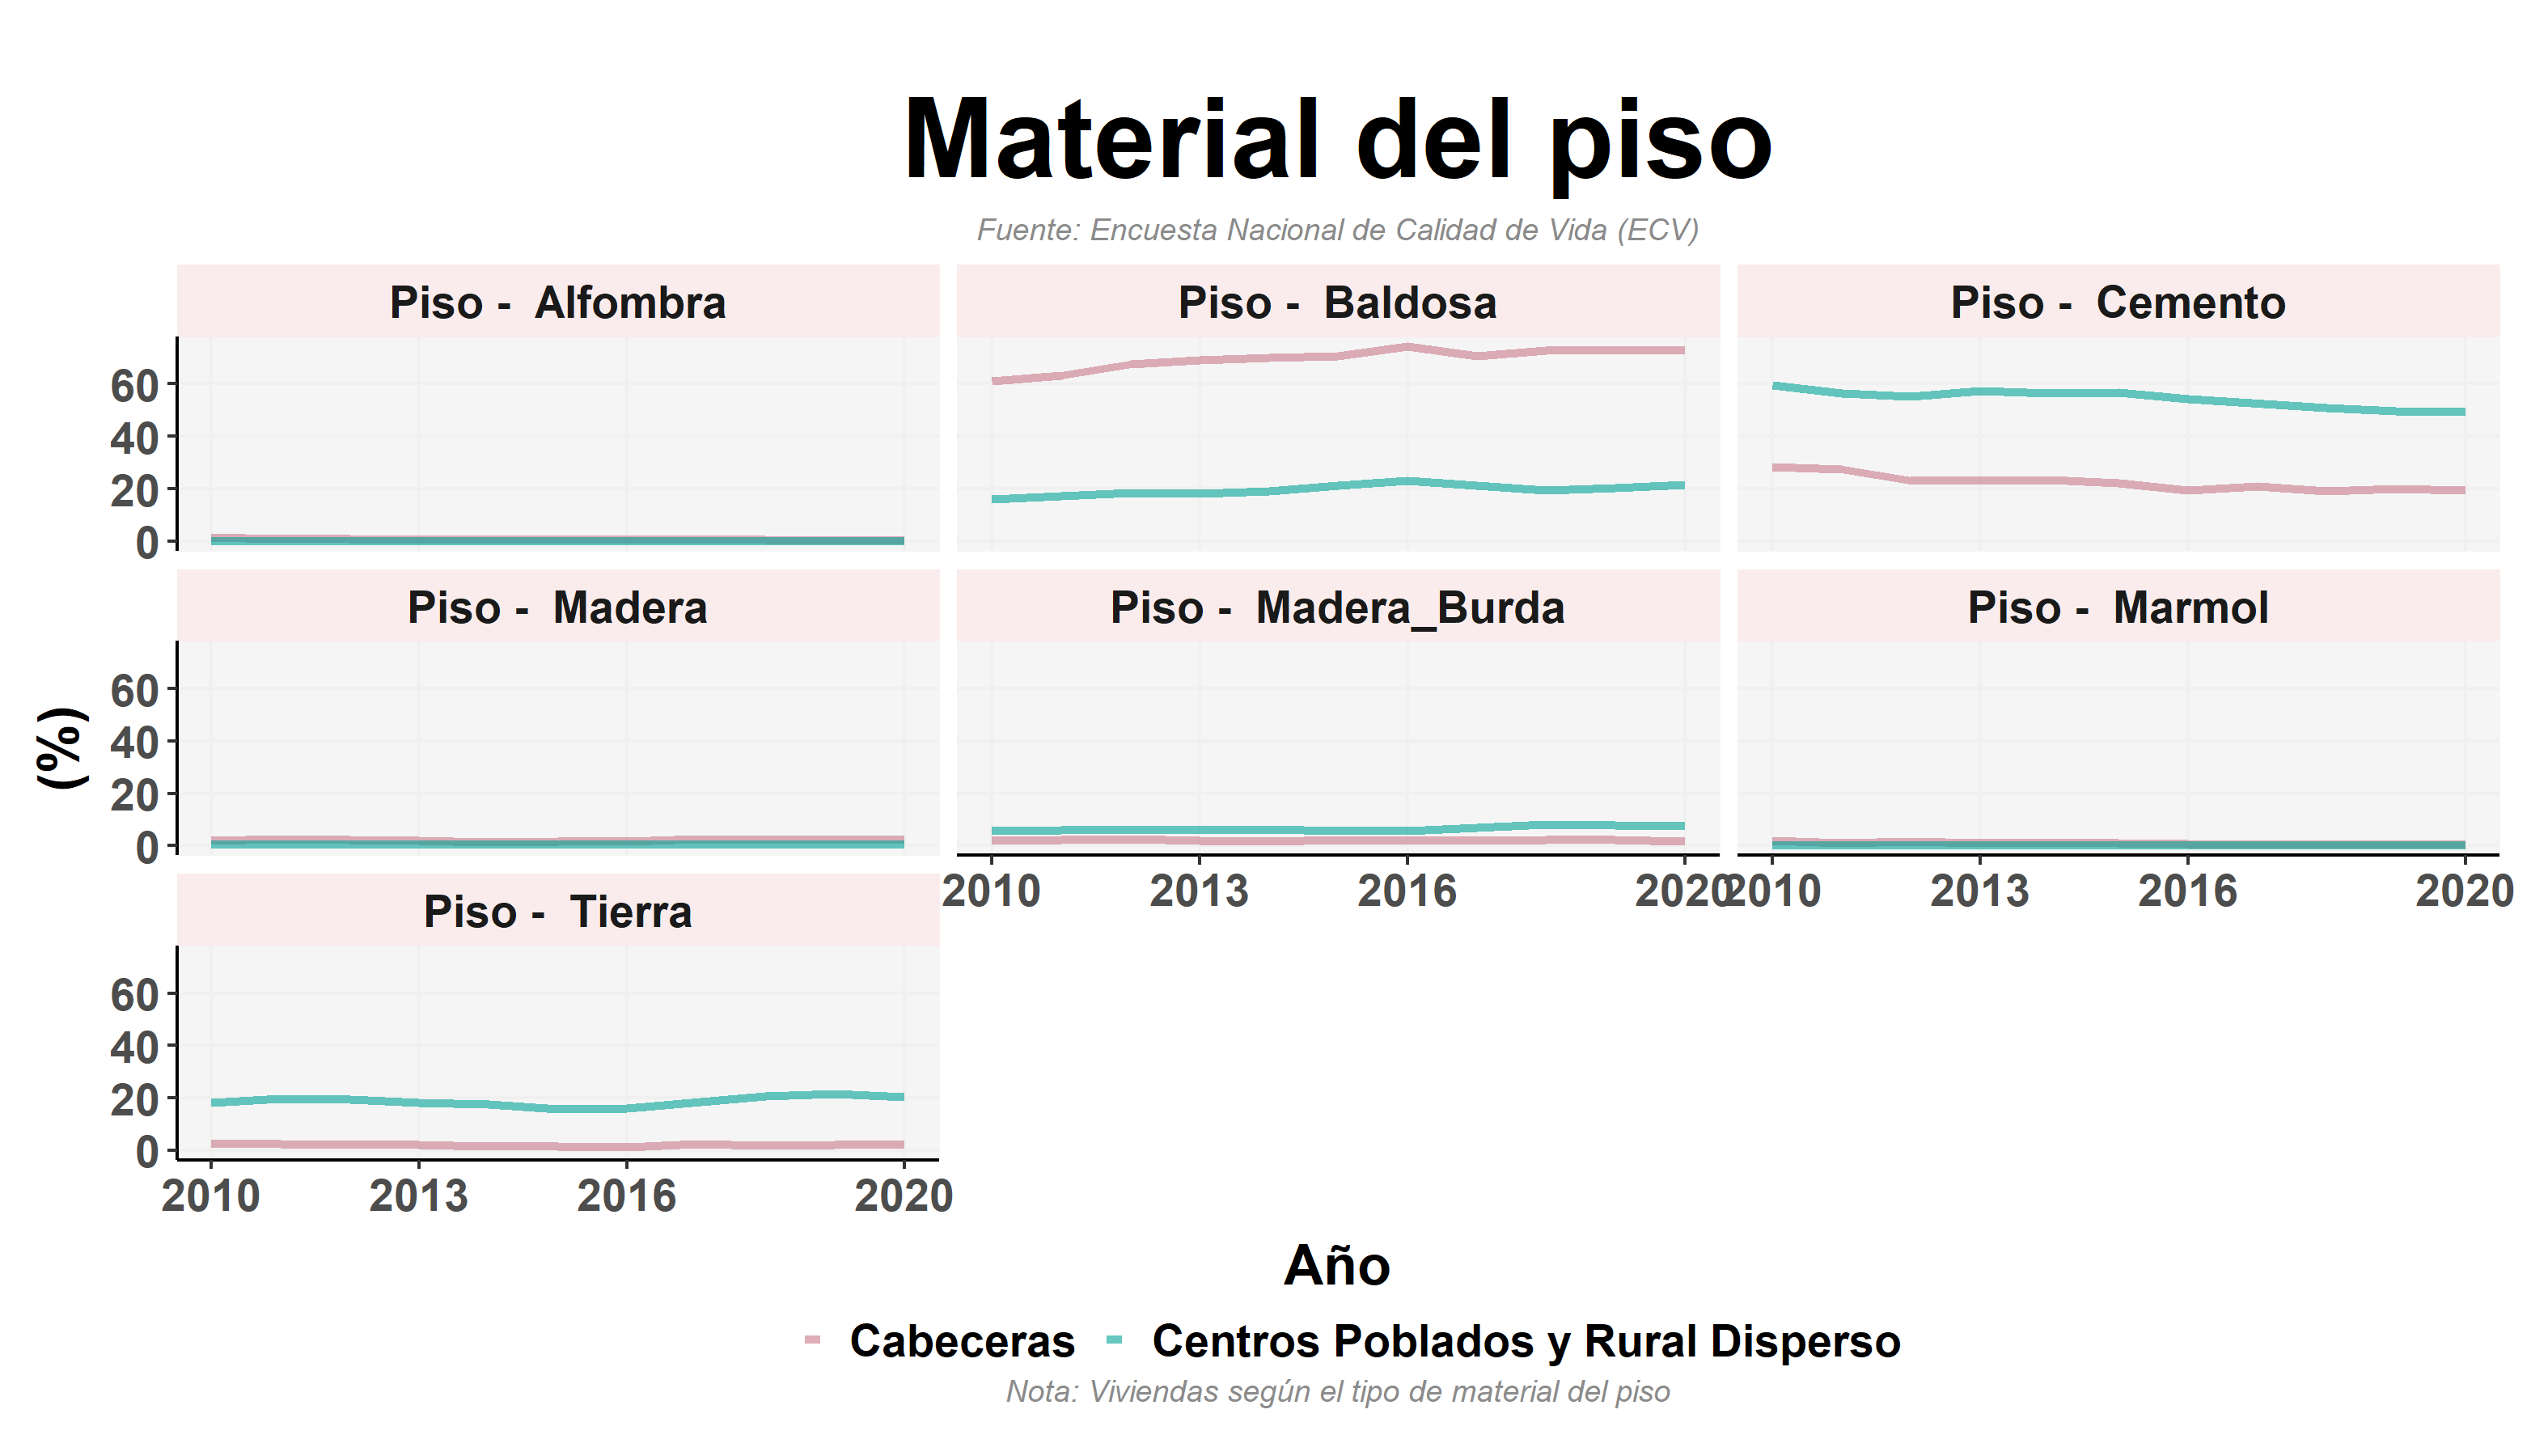 Material del piso
Fuente: Encuesta Nacional de Calidad de Vida (ECV)
Piso - Alfombra
Piso - Baldosa
Piso - Cemento
60
40
20
0
Piso - Madera
Piso - Madera_Burda
Piso - Marmol
(%)
60
40
20
0
2010 2013 2016 2020
2010 2013 2016 2020
Piso - Tierra
60
40
20
0
2010 2013 2016 2020
Año
Cabeceras Centros Poblados y Rural Disperso
Nota: Viviendas según el tipo de material del piso